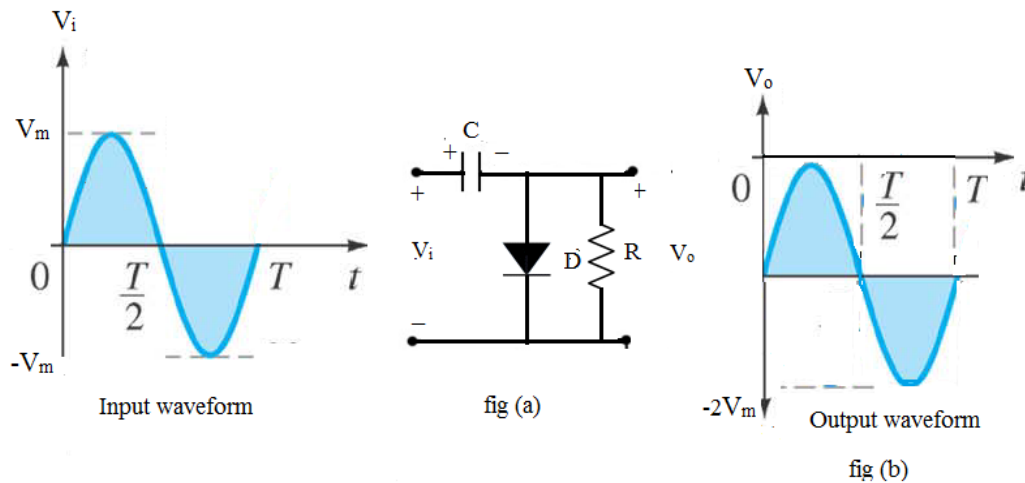 Vi
Vm
0
T/2
T
t
-Vm
Input waveform
C
+
−
+
+
Vi
D
R
Vo
−
fig (a)
Vo
0
T/2
T
t
-2Vm
Output waveform
fig (b)